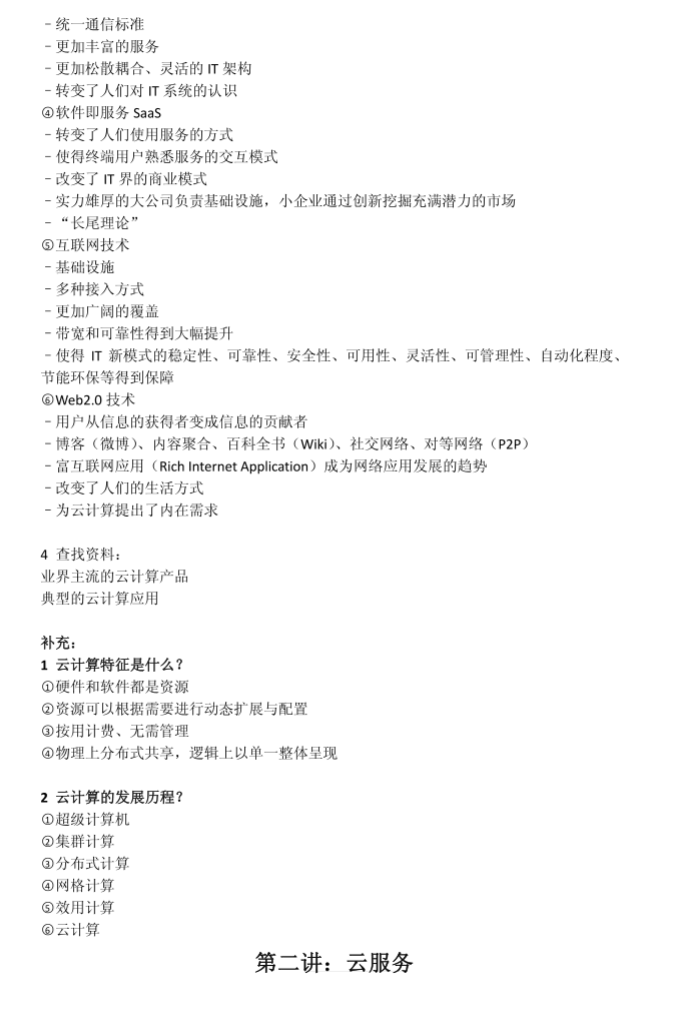 －统一通信标准
－更加丰富的服务
－更加松散耦合、灵活的 IT 架构
－转变了人们对 IT 系统的认识
④软件即服务 SaaS
－转变了人们使用服务的方式
－使得终端用户熟悉服务的交互模式
－改变了 IT 界的商业模式
－实力雄厚的大公司负责基础设施，小企业通过创新挖掘充满潜力的市场
－“长尾理论”
⑤互联网技术
－基础设施
－多种接入方式
－更加广阔的覆盖
－带宽和可靠性得到大幅提升
－使得 IT 新模式的稳定性、可靠性、安全性、可用性、灵活性、可管理性、自动化程度、
节能环保等得到保障
⑥Web2.0 技术
－用户从信息的获得者变成信息的贡献者
－博客（微博）、内容聚合、百科全书（Wiki）、社交网络、对等网络（P2P）
－富互联网应用（Rich Internet Application）成为网络应用发展的趋势
－改变了人们的生活方式
－为云计算提出了内在需求
4 查找资料：
业界主流的云计算产品
典型的云计算应用
补充：
1 云计算特征是什么？
①硬件和软件都是资源
②资源可以根据需要进行动态扩展与配置
③按用计费、无需管理
④物理上分布式共享，逻辑上以单一整体呈现
2 云计算的发展历程？
①超级计算机
②集群计算
③分布式计算
④网格计算
⑤效用计算
⑥云计算
第二讲：云服务